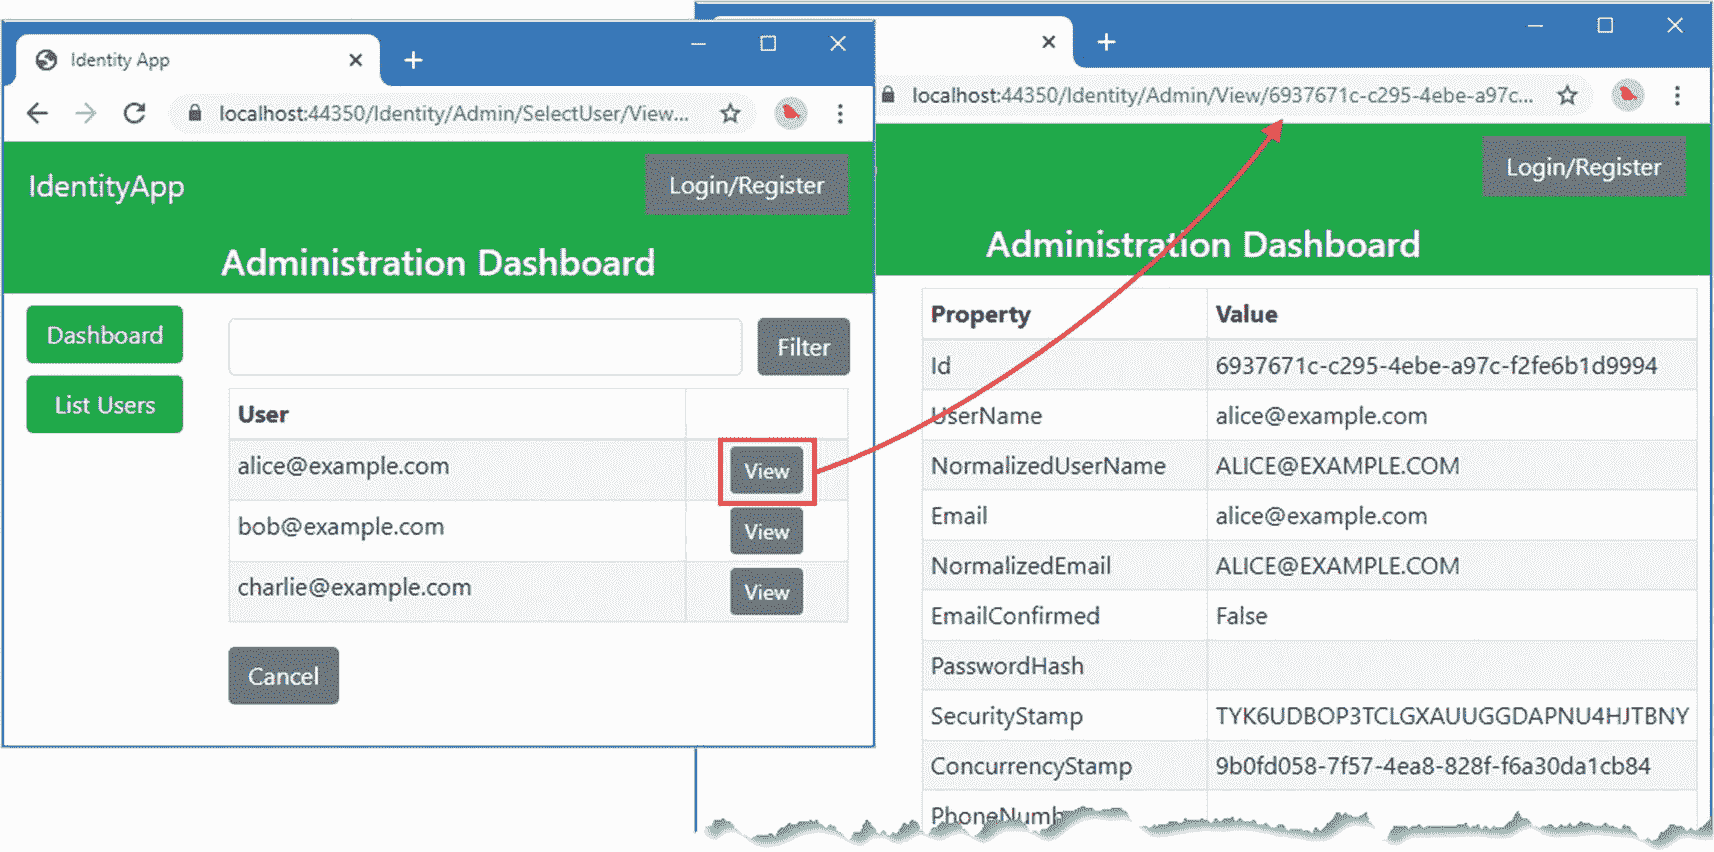 Identity App
localhost:44350/Identity/Admin/SelectUser/View...
IdentityApp
Login/Register
Administration Dashboard
Dashboard
List Users
Filter
User
alice@example.com View
bob@example.com View
charlie@example.com View
Cancel
localhost:44350/Identity/Admin/View/6937671c-c295-4ebe-a97c...
Login/Register
Administration Dashboard
Property Value
Id 6937671c-c295-4ebe-a97c-f2fe6b1d9994
UserName alice@example.com
NormalizedUserName ALICE@EXAMPLE.COM
Email alice@example.com
NormalizedEmail ALICE@EXAMPLE.COM
EmailConfirmed False
PasswordHash
SecurityStamp TYK6UDBOP3TCLGXAUUGGDAPNU4HJTBNY
ConcurrencyStamp 9b0fd058-7f57-4ea8-828f-f6a30da1cb84
PhoneNumb